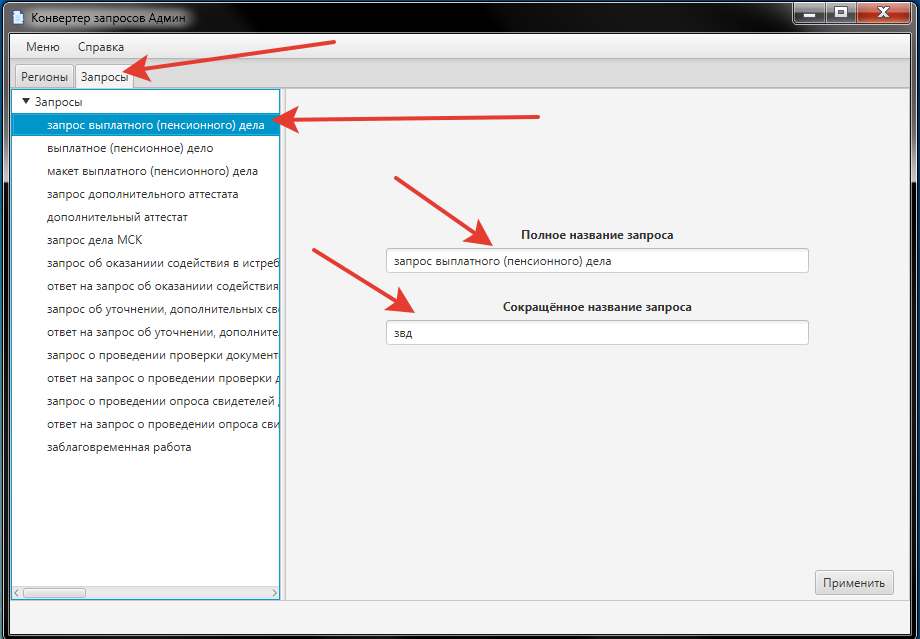 Конвертер запросов Админ
Меню Справка
Регионы Запросы
Запросы
запрос выплатного (пенсионного) дела
выплатное (пенсионное) дело
макет выплатного (пенсионного) дела
запрос дополнительного аттестата
дополнительный аттестат
запрос дела МСК
запрос об оказаниии содействия в истреб
ответ на запрос об оказаниии содействия
запрос об уточнении, дополнительных св
ответ на запрос об уточнении, дополните
запрос о проведении проверки документ
ответ на запрос о проведении проверки д
запрос о проведении опроса свидетелей
ответ на запрос о проведении опроса сви
заблаговременная работа
Полное название запроса
запрос выплатного (пенсионного) дела
Сокращённое название запроса
звд
Применить